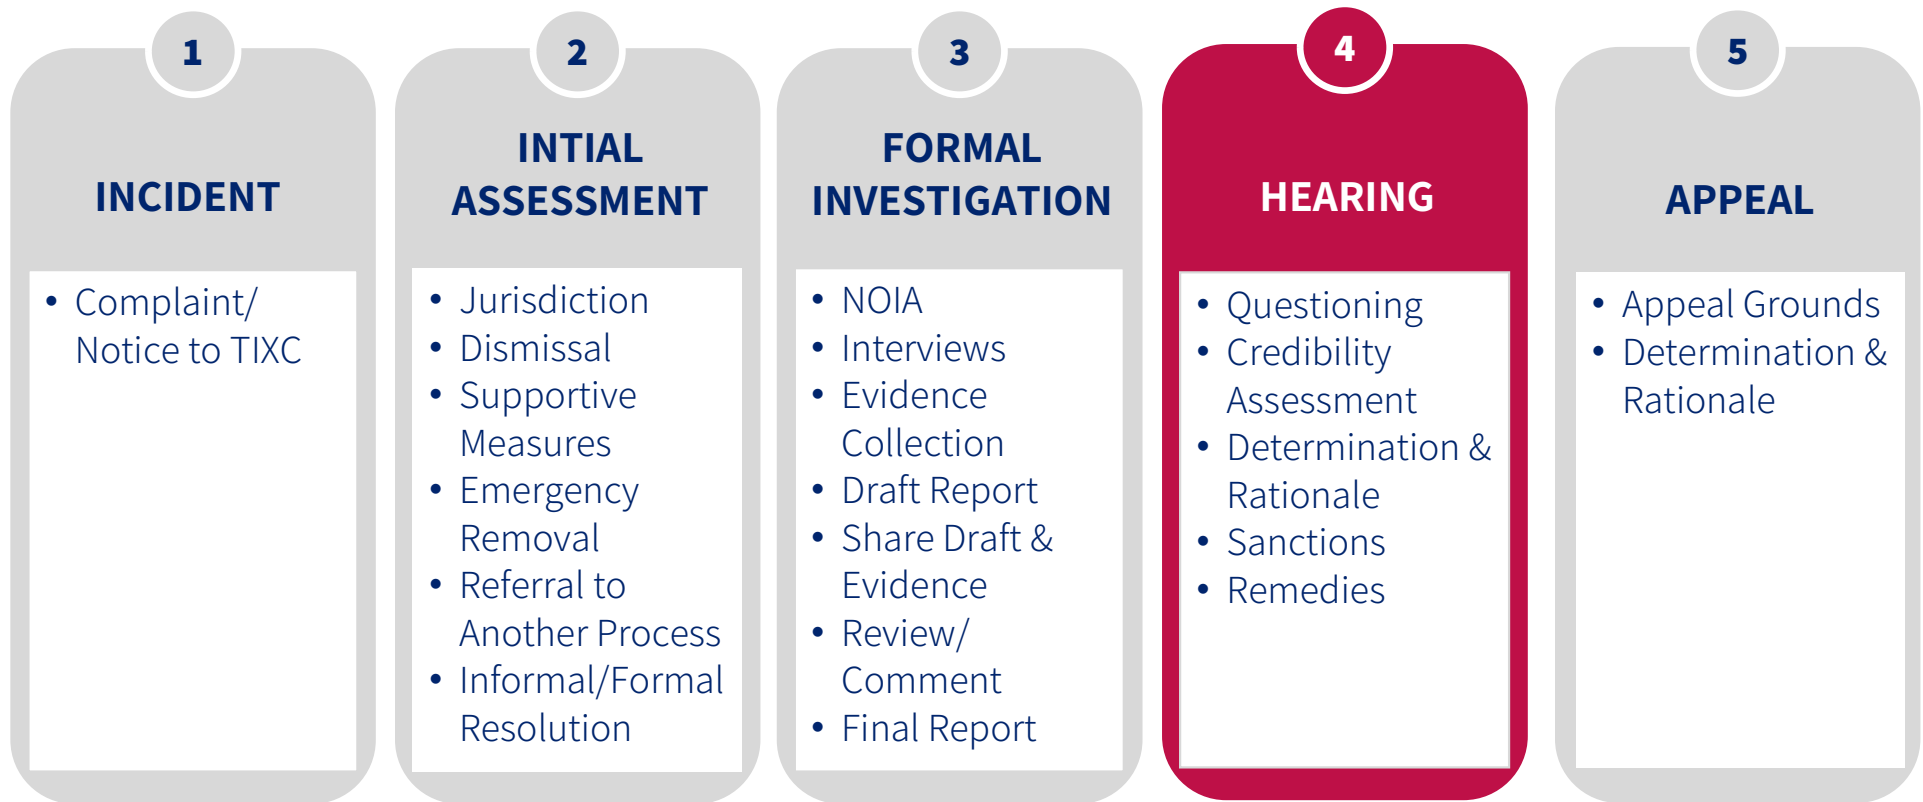 1
INCIDENT
• Complaint/
Notice to TIXC
2
INTIAL
ASSESSMENT
• Jurisdiction
• Dismissal
• Supportive
Measures
• Emergency
Removal
• Referral to
Another Process
• Informal/Formal
Resolution
3
FORMAL
INVESTIGATION
• NOIA
• Interviews
• Evidence
Collection
• Draft Report
• Share Draft &
Evidence
• Review/
Comment
• Final Report
4
HEARING
• Questioning
• Credibility
Assessment
• Determination &
Rationale
• Sanctions
• Remedies
5
APPEAL
• Appeal Grounds
• Determination &
Rationale